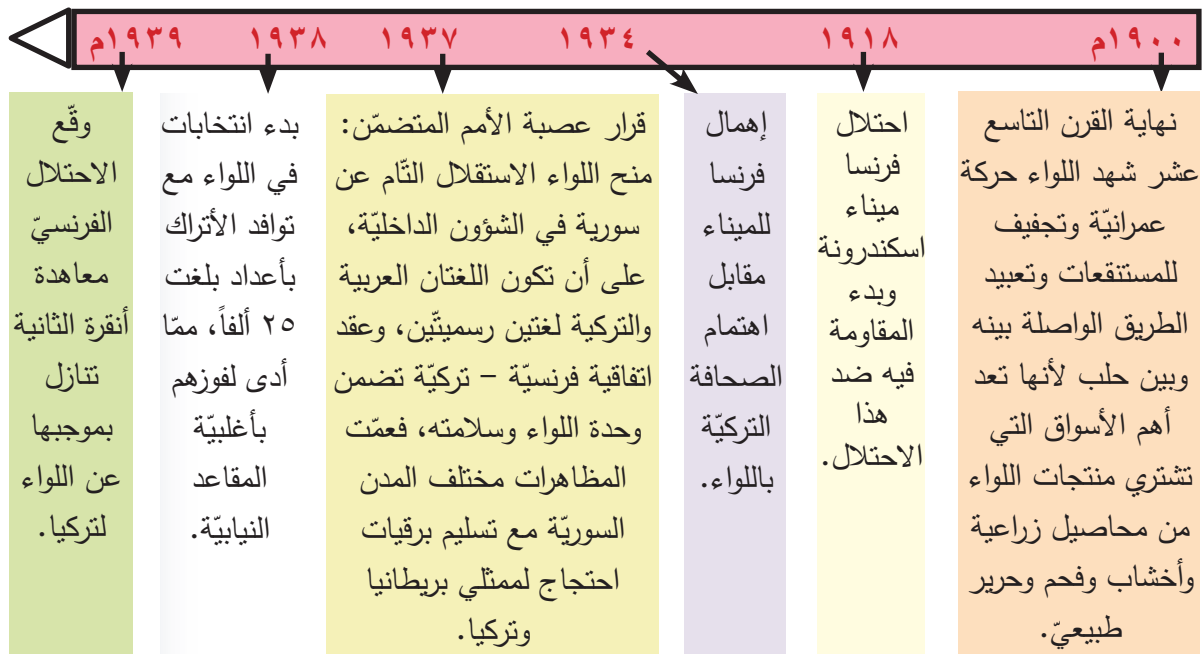 ١٩٠٠م ١٩١٨ ١٩٣٤ ١٩٣٧ ١٩٣٨ ١٩٣٩م
نهاية القرن التاسع
عشر شهد اللواء حركة
عمرانيّة وتجفيف
للمستنقعات وتعبيد
الطريق الواصلة بينه
وبين حلب لأنها تعد
أهم الأسواق التي
تشتري منتجات اللواء
من محاصيل زراعية
وأخشاب وفحم وحرير
طبيعيّ.
احتلال
فرنسا
ميناء
اسكندرونة
وبدء
المقاومة
فيه ضد
هذا
الاحتلال.
إهمال
فرنسا
للميناء
مقابل
اهتمام
الصحافة
التركيّة
باللواء.
قرار عصبة الأمم المتضمّن:
منح اللواء الاستقلال التّام عن
سورية في الشؤون الداخليّة،
على أن تكون اللغتان العربية
والتركية لغتين رسميتّين، وعقد
اتفاقية فرنسيّة – تركيّة تضمن
وحدة اللواء وسلامته، فعمّت
المظاهرات مختلف المدن
السوريّة مع تسليم برقيات
احتجاج لممثلي بريطانيا
وتركيا.
بدء انتخابات
في اللواء مع
توافد الأتراك
بأعداد بلغت
٢٥ ألفاً، ممّا
أدى لفوزهم
بأغلبيّة
المقاعد
النيابيّة.
وقّع
الاحتلال
الفرنسيّ
معاهدة
أنقرة الثانية
تنازل
بموجبها
عن اللواء
لتركيا.